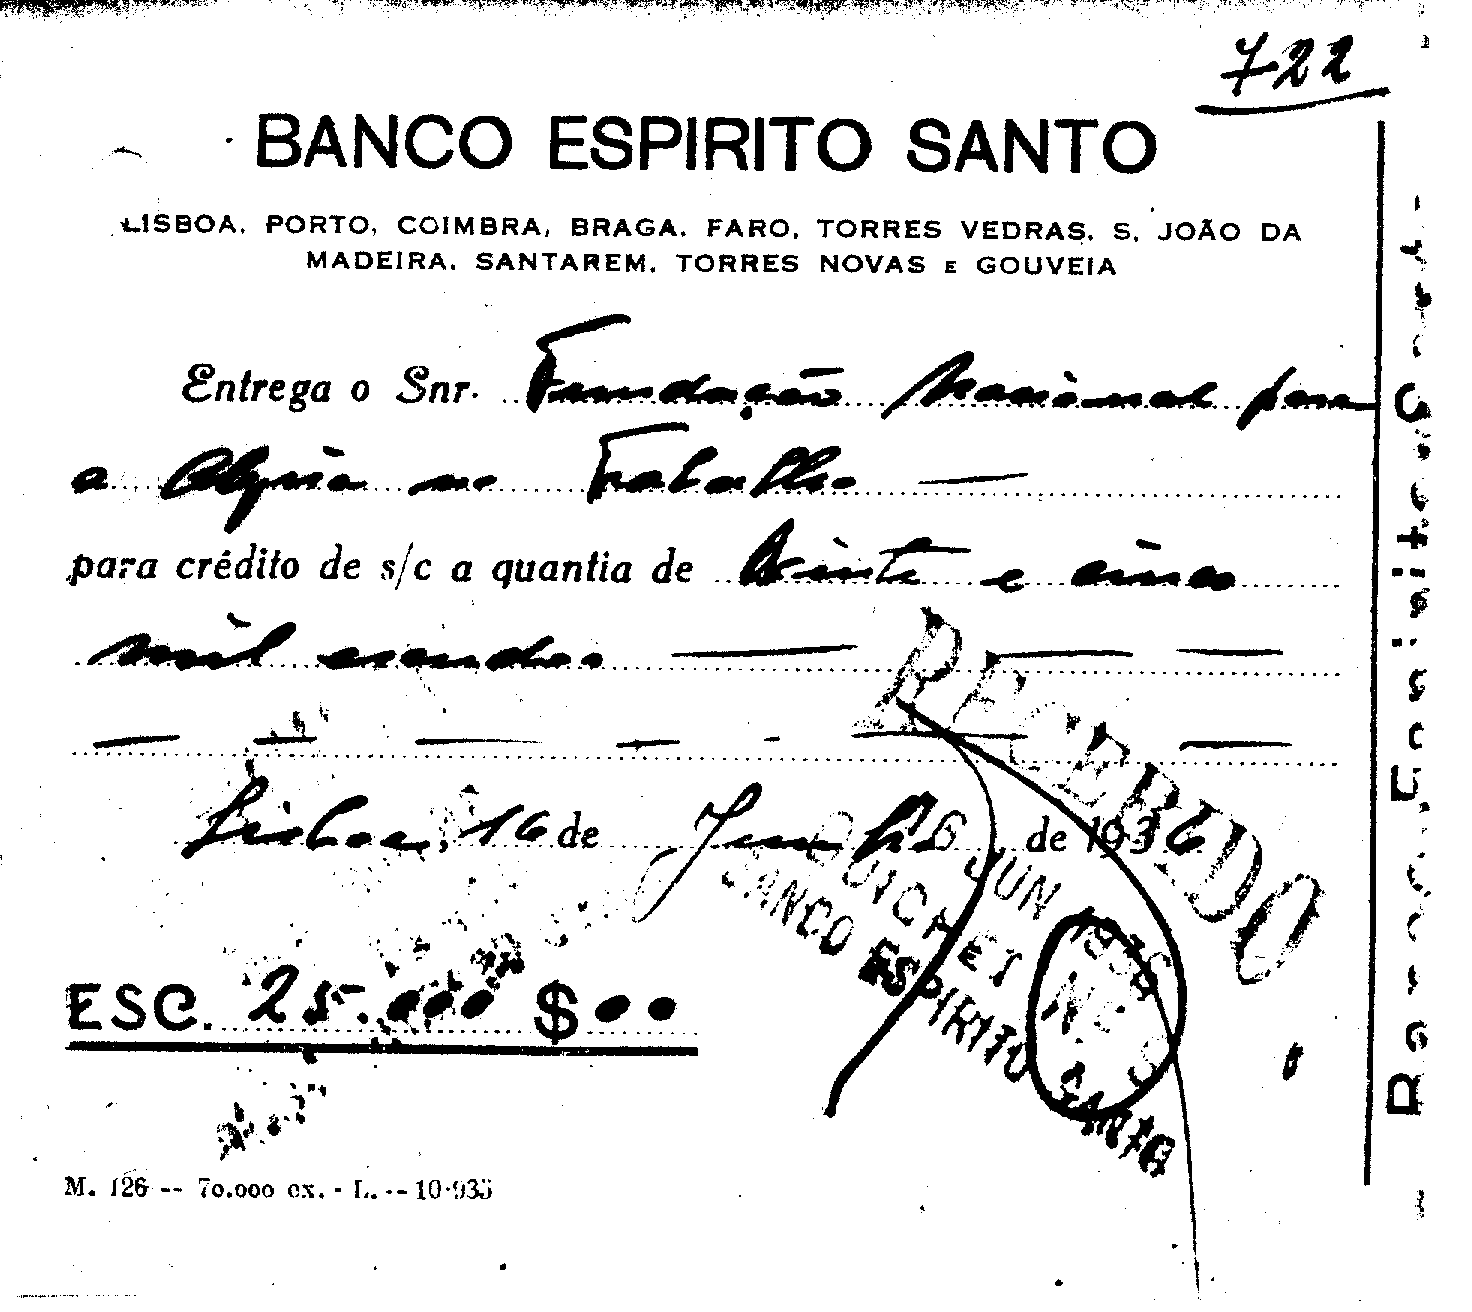 722
BANCO ESPIRITO SANTO
LISBOA, PORTO, COIMBRA, BRAGA, FARO, TORRES VEDRAS, S. JOÃO DA
MADEIRA, SANTAREM, TORRES NOVAS E GOUVEIA
Entrega o Snr. Fundação Nacional para
a Alegria no Trabalho —
para crédito de s/c a quantia de Vinte e cinco
mil escudos — — —
Lisboa, 16 de Junho de 1936
RECEBIDO
16 JUN 1936
GUICHET N.º 9
BANCO ESPIRITO SANTO
ESC. 25.000 $ 00
M. 126 -- 70.000 ex. - L. -- 10-935